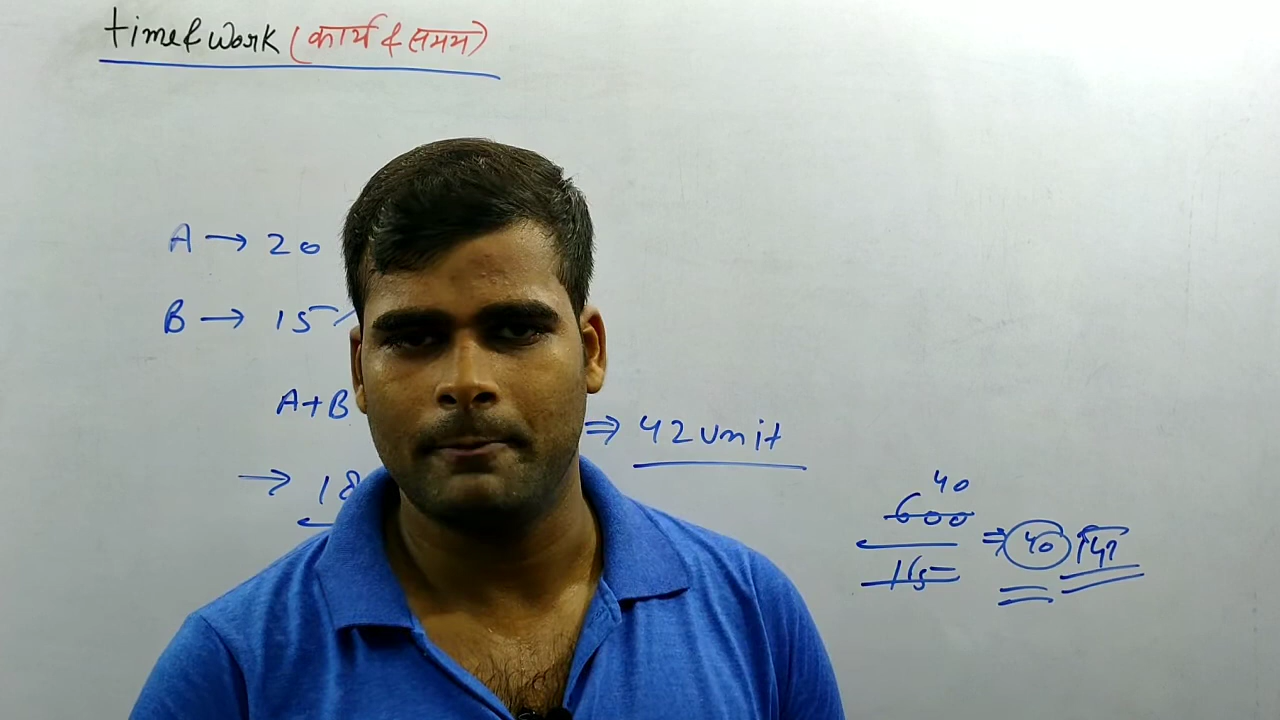 time & work (कार्य & समय)
A → 20
B → 15
A+B
⇒ 42 unit
→ 18
40
600
15
⇒ 40 दिन